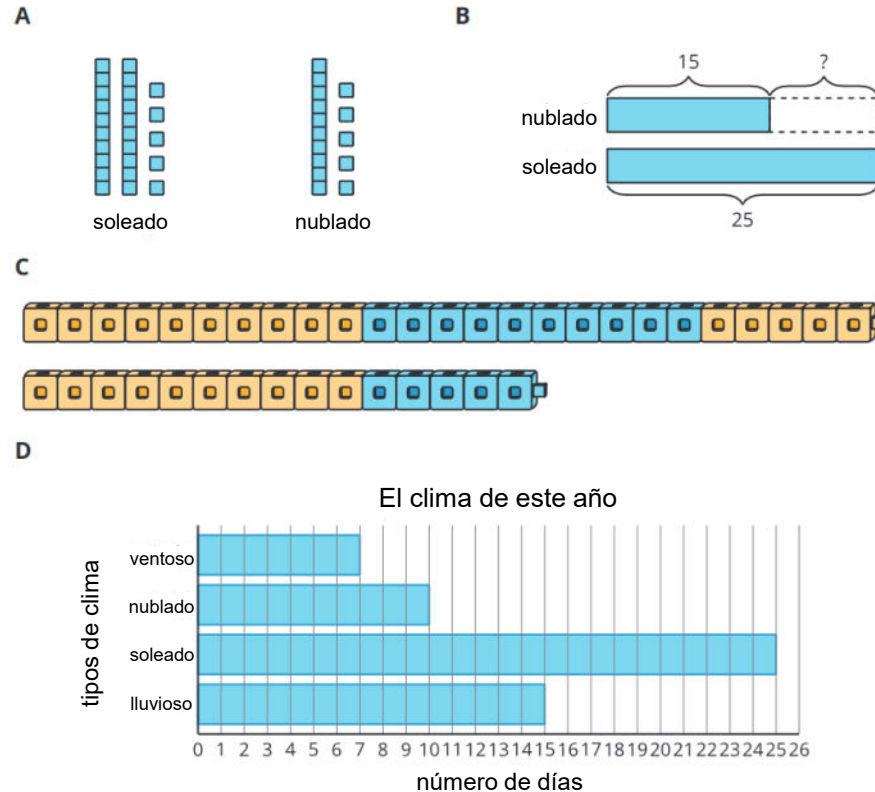 A
soleado nublado
B
15 ?
nublado
soleado
25
C
D
El clima de este año
tipos de clima
ventoso
nublado
soleado
lluvioso
0 1 2 3 4 5 6 7 8 9 10 11 12 13 14 15 16 17 18 19 20 21 22 23 24 25 26
número de días